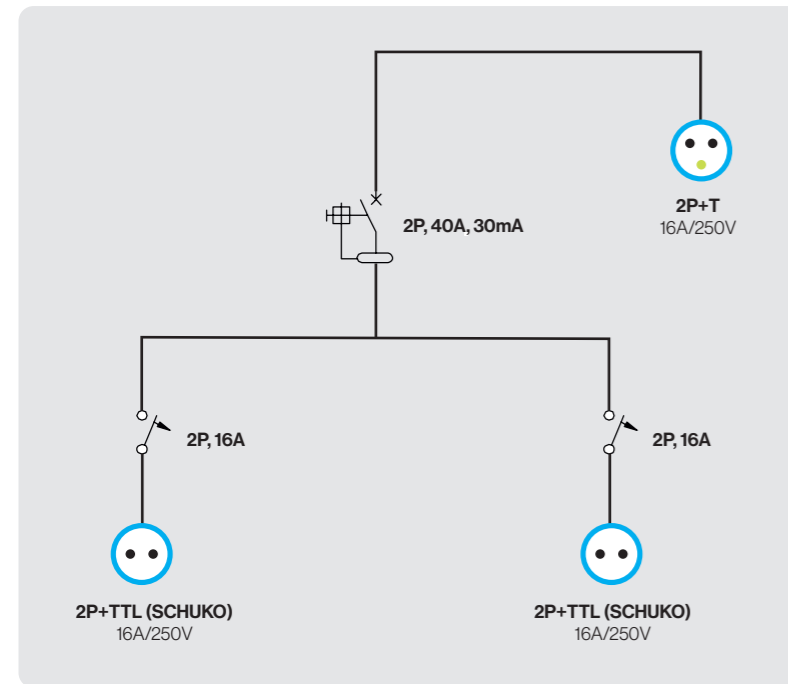 2P+T
16A/250V
2P, 40A, 30mA
2P, 16A
2P, 16A
2P+TTL (SCHUKO)
16A/250V
2P+TTL (SCHUKO)
16A/250V